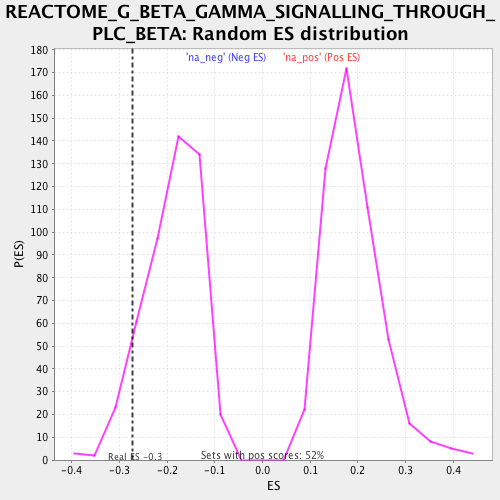 REACTOME_G_BETA_GAMMA_SIGNALLING_THROUGH_
PLC_BETA: Random ES distribution
'na_neg' (Neg ES) 'na_pos' (Pos ES)
180
170
160
150
140
130
120
110
100
90
80
70
60
50
40
30
20
10
0
P(ES)
Real ES -0.3 Sets with pos scores: 52%
-0.4 -0.3 -0.2 -0.1 0.0 0.1 0.2 0.3 0.4
ES